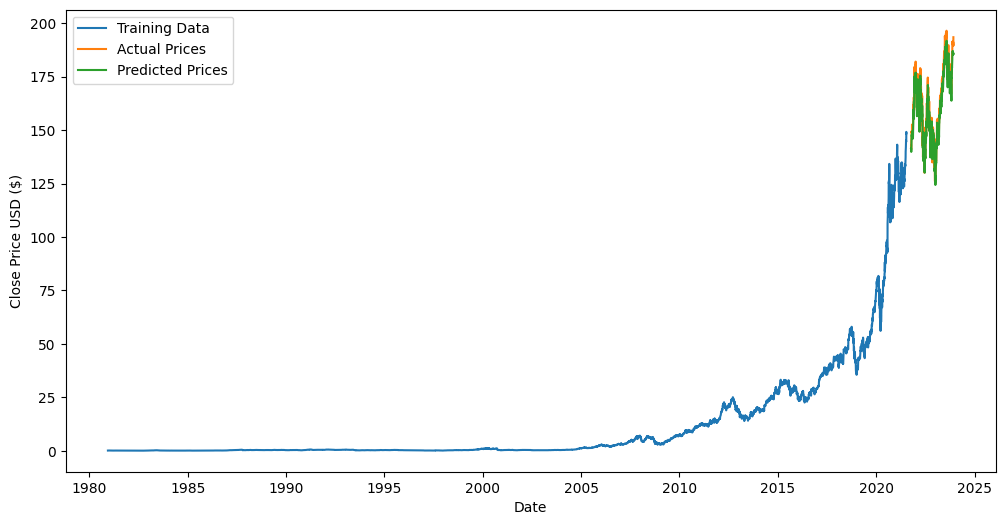 Training Data
Actual Prices
Predicted Prices
200
175
150
125
100
75
50
25
0
Close Price USD ($)
1980 1985 1990 1995 2000 2005 2010 2015 2020 2025
Date